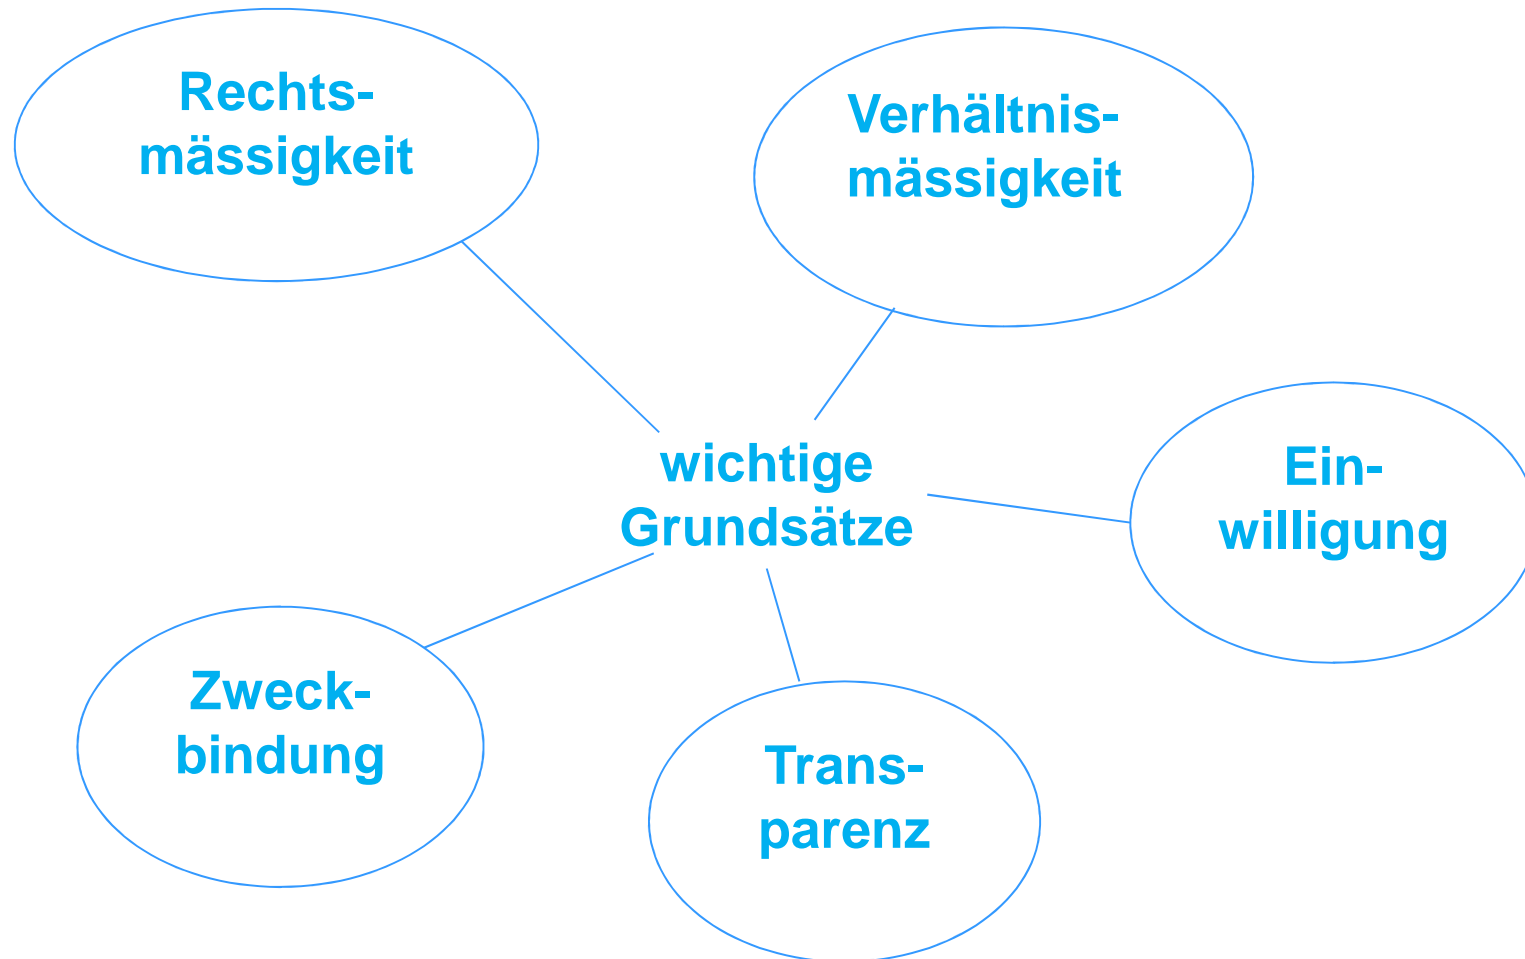 Rechts-
mässigkeit
Verhältnis-
mässigkeit
wichtige
Grundsätze
Ein-
willigung
Zweck-
bindung
Trans-
parenz